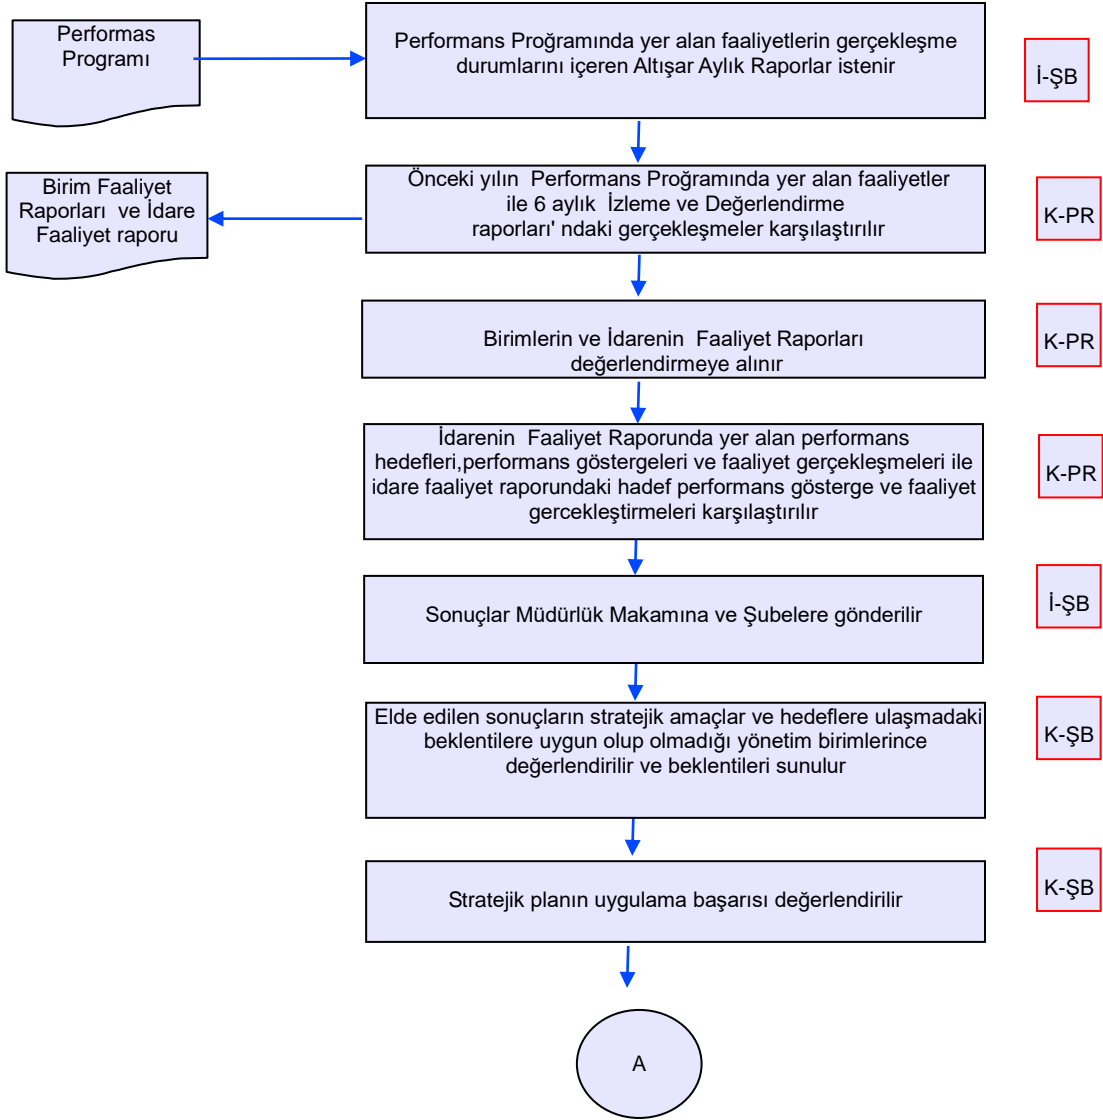 Performas
Programı
Performans Proğramında yer alan faaliyetlerin gerçekleşme
durumlarını içeren Altışar Aylık Raporlar istenir
İ-ŞB
Birim Faaliyet
Raporları  ve İdare
Faaliyet raporu
Önceki yılın  Performans Proğramında yer alan faaliyetler
ile 6 aylık  İzleme ve Değerlendirme
raporları' ndaki gerçekleşmeler karşılaştırılır
K-PR
Birimlerin ve İdarenin  Faaliyet Raporları
değerlendirmeye alınır
K-PR
İdarenin  Faaliyet Raporunda yer alan performans
hedefleri,performans göstergeleri ve faaliyet gerçekleşmeleri ile
idare faaliyet raporundaki hadef performans gösterge ve faaliyet
gercekleştirmeleri karşılaştırılır
K-PR
Sonuçlar Müdürlük Makamına ve Şubelere gönderilir
İ-ŞB
Elde edilen sonuçların stratejik amaçlar ve hedeflere ulaşmadaki
beklentilere uygun olup olmadığı yönetim birimlerince
değerlendirilir ve beklentileri sunulur
K-ŞB
Stratejik planın uygulama başarısı değerlendirilir
K-ŞB
A